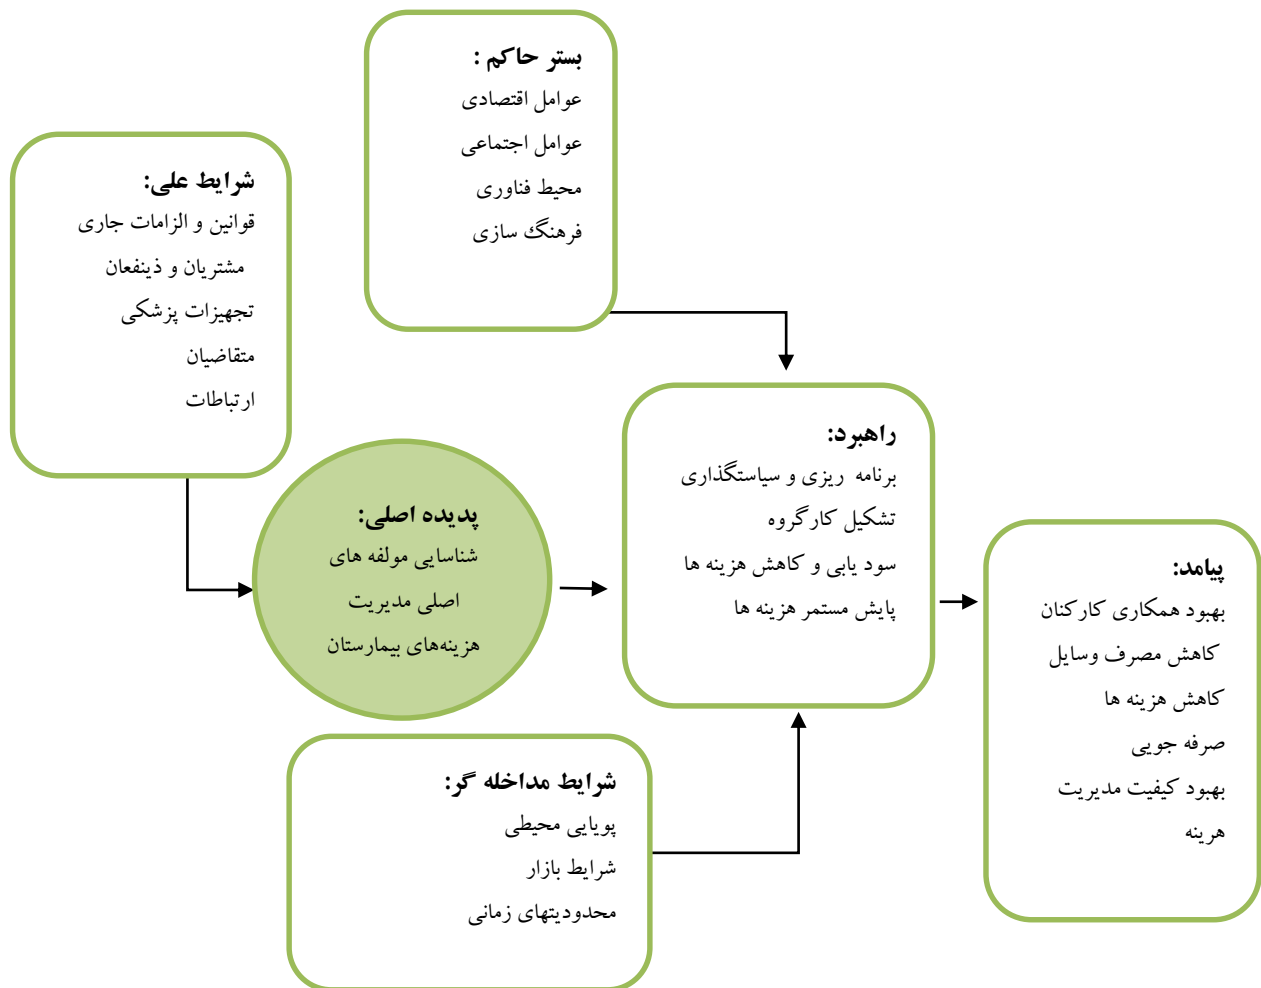 بستر حاکم :
عوامل اقتصادی
عوامل اجتماعی
محیط فناوری
فرهنگ سازی
شرایط علی:
قوانین و الزامات جاری
مشتریان و ذینفعان
تجهیزات پزشکی
متقاضیان
ارتباطات
پدیده اصلی:
شناسایی مولفه های
اصلی مدیریت
هزینه‌های بیمارستان
راهبرد:
برنامه ریزی و سیاستگذاری
تشکیل کارگروه
سود یابی و کاهش هزینه ها
پایش مستمر هزینه ها
شرایط مداخله گر:
پویایی محیطی
شرایط بازار
محدودیتهای زمانی
پیامد:
بهبود همکاری کارکنان
کاهش مصرف وسایل
کاهش هزینه ها
صرفه جویی
بهبود کیفیت مدیریت
هرینه